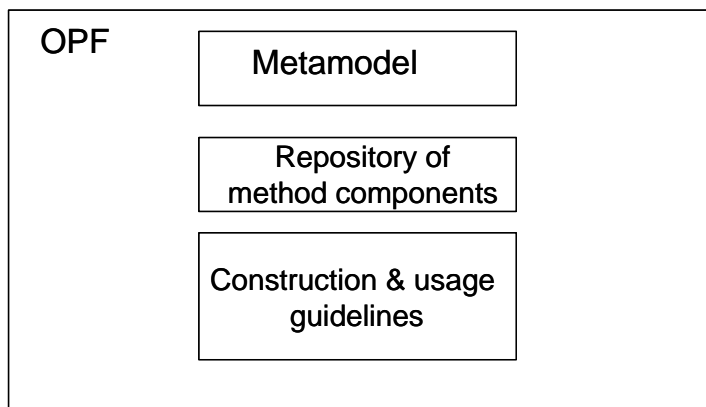 OPF
Metamodel
Repository of
method components
Construction & usage
guidelines